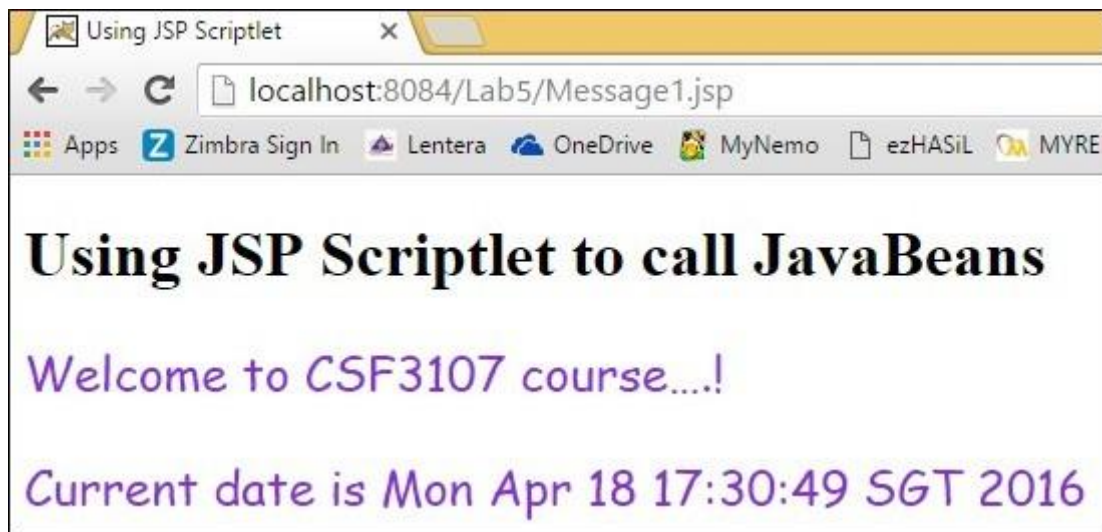 Using JSP Scriptlet
localhost:8084/Lab5/Message1.jsp
Apps Z Zimbra Sign In Lentera OneDrive MyNemo ezHASiL MYRE
Using JSP Scriptlet to call JavaBeans
Welcome to CSF3107 course....!
Current date is Mon Apr 18 17:30:49 SGT 2016